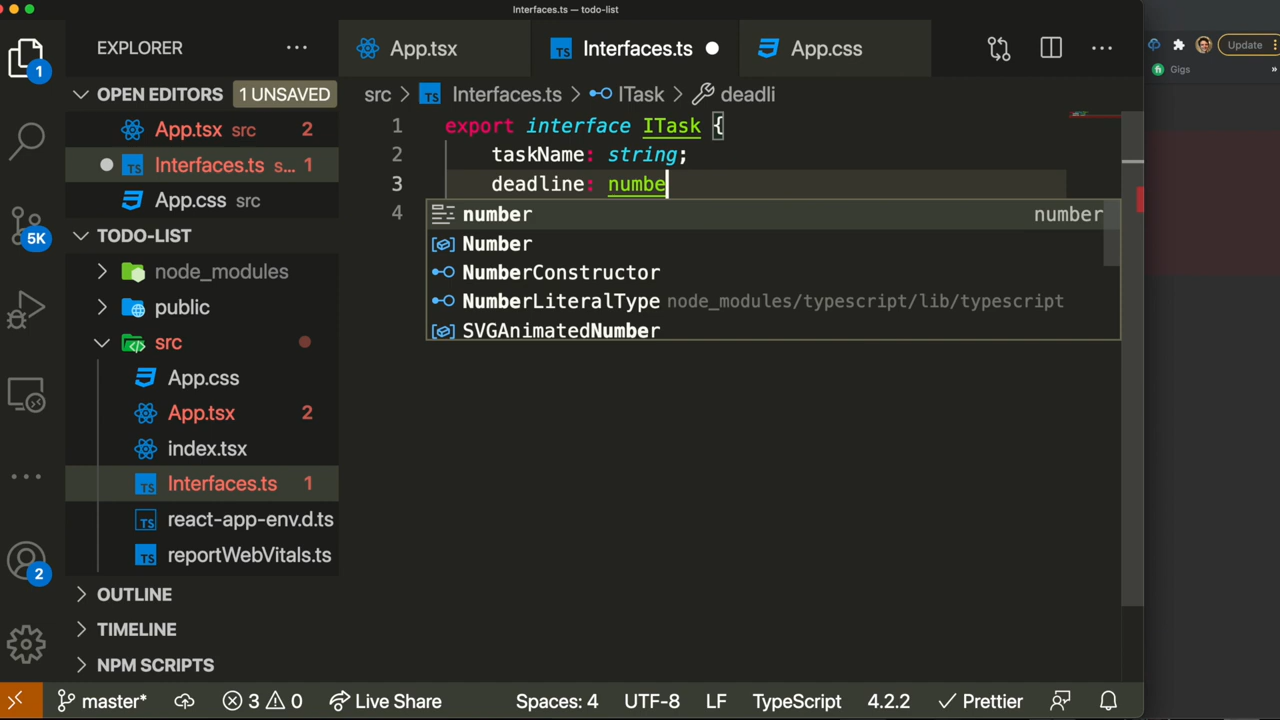 Interfaces.ts — todo-list
EXPLORER
App.tsx
Interfaces.ts
App.css
Update
Gigs
1
OPEN EDITORS 1 UNSAVED
src > Interfaces.ts > ITask > deadli
App.tsx src 2
Interfaces.ts s... 1
App.css src
TODO-LIST
node_modules
public
src
App.css
App.tsx 2
index.tsx
Interfaces.ts 1
react-app-env.d.ts
reportWebVitals.ts
OUTLINE
TIMELINE
NPM SCRIPTS
5K
2
1 export interface ITask {
2 taskName: string;
3 deadline: numbe
4
number number
Number
NumberConstructor
NumberLiteralType node_modules/typescript/lib/typescript
SVGAnimatedNumber
master* 3 0 Live Share Spaces: 4 UTF-8 LF TypeScript 4.2.2 Prettier